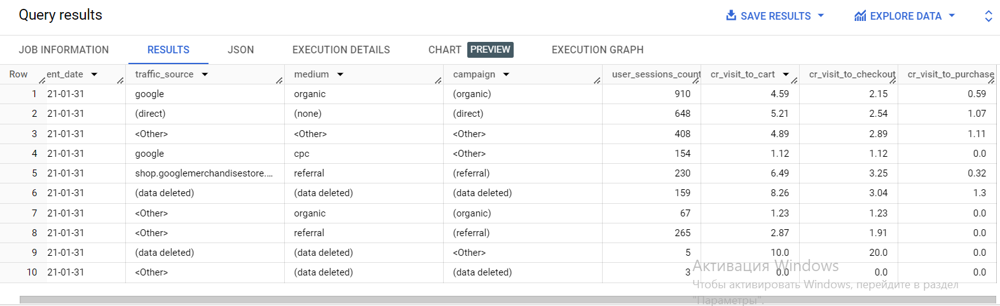 Query results
SAVE RESULTS
EXPLORE DATA
JOB INFORMATION RESULTS JSON EXECUTION DETAILS CHART PREVIEW EXECUTION GRAPH
Row ent_date traffic_source medium campaign user_sessions_count cr_visit_to_cart cr_visit_to_checkout cr_visit_to_purchase
1 21-01-31 google organic (organic) 910 4.59 2.15 0.59
2 21-01-31 (direct) (none) (direct) 648 5.21 2.54 1.07
3 21-01-31 <Other> <Other> <Other> 408 4.89 2.89 1.11
4 21-01-31 google cpc <Other> 154 1.12 1.12 0.0
5 21-01-31 shop.googlemerchandisestore.... referral (referral) 230 6.49 3.25 0.32
6 21-01-31 (data deleted) (data deleted) (data deleted) 159 8.26 3.04 1.3
7 21-01-31 <Other> organic (organic) 67 1.23 1.23 0.0
8 21-01-31 <Other> referral (referral) 265 2.87 1.91 0.0
9 21-01-31 (data deleted) (data deleted) <Other> 5 10.0 20.0 0.0
10 21-01-31 <Other> (data deleted) (data deleted) 3 0.0 0.0 0.0
Активация Windows
Чтобы активировать Windows, перейдите в раздел
"Параметры".